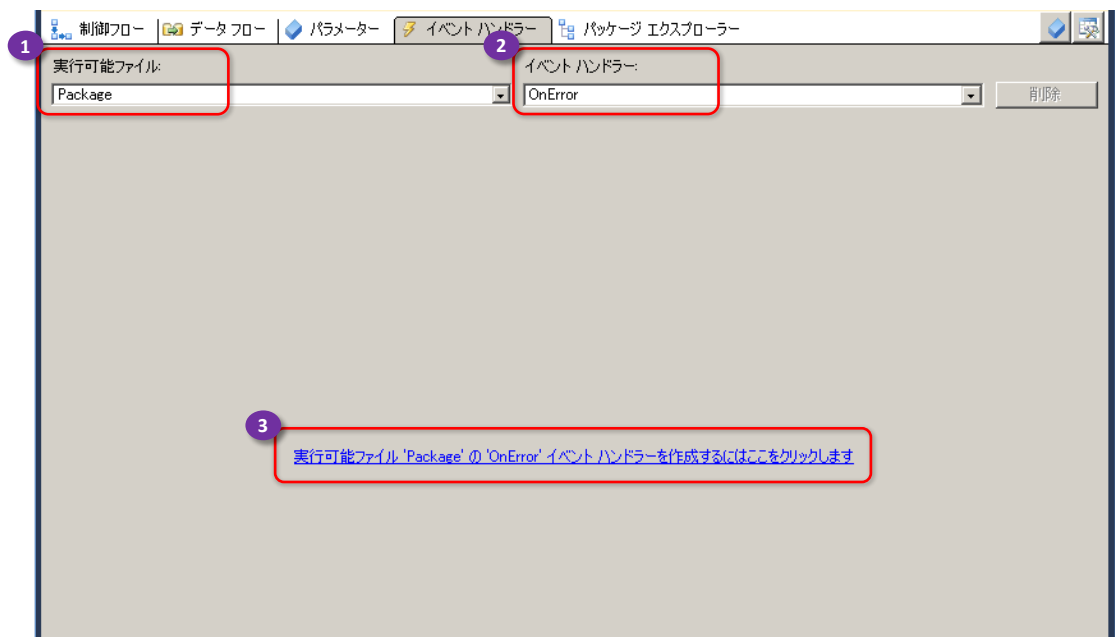 制御フロー データ フロー パラメーター イベント ハンドラー パッケージ エクスプローラー
1 2
実行可能ファイル: イベント ハンドラー:
Package OnError 削除
3
実行可能ファイル 'Package' の 'OnError' イベント ハンドラーを作成するにはここをクリックします